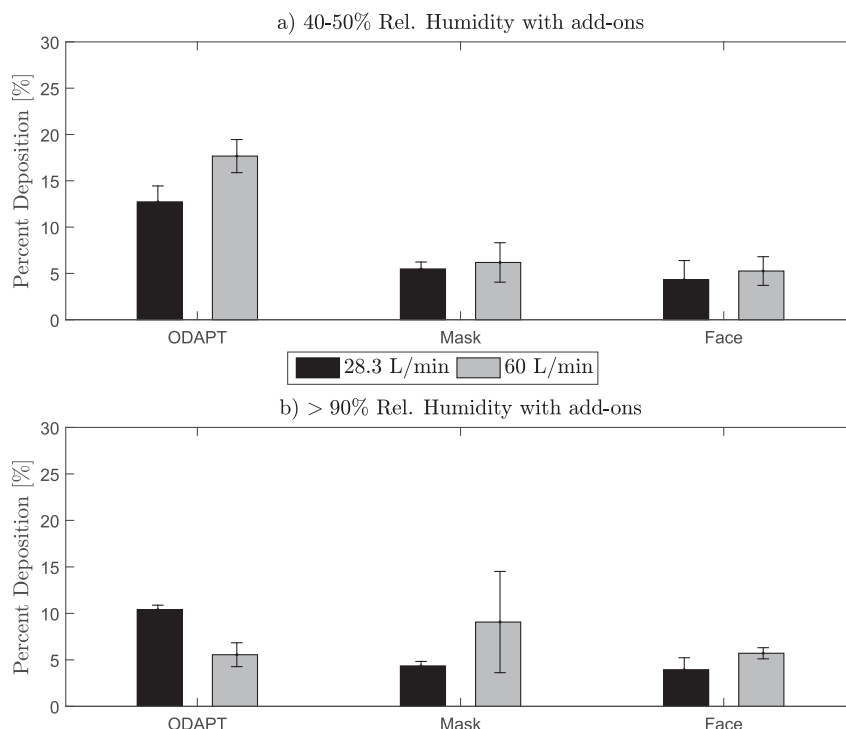 a) 40-50% Rel. Humidity with add-ons
Percent Deposition [%]
30
25
20
15
10
5
0
ODAPT Mask Face
28.3 L/min 60 L/min
b) > 90% Rel. Humidity with add-ons
Percent Deposition [%]
30
25
20
15
10
5
0
ODAPT Mask Face